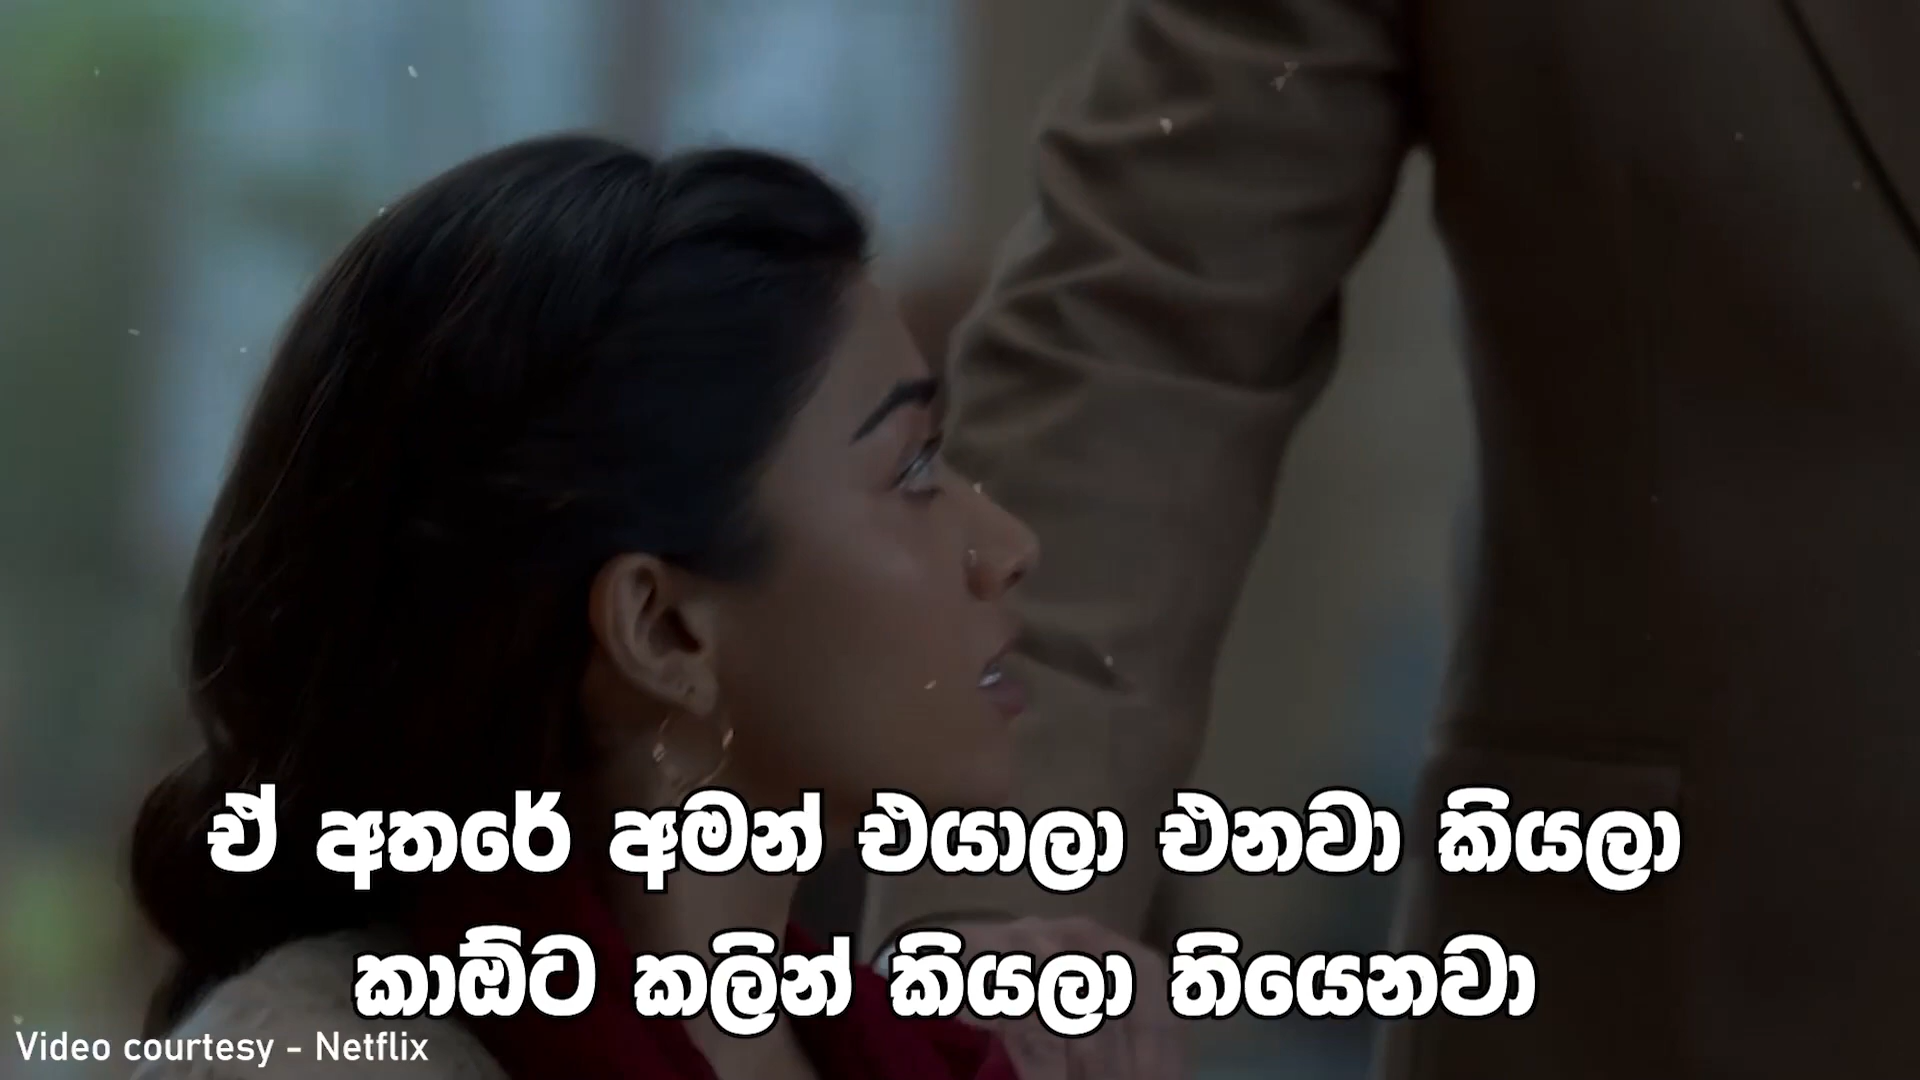 ඒ අතරේ අමන් එයාලා එනවා කියලා
කාඕට කලින් කියලා තියෙනවා
Video courtesy - Netflix